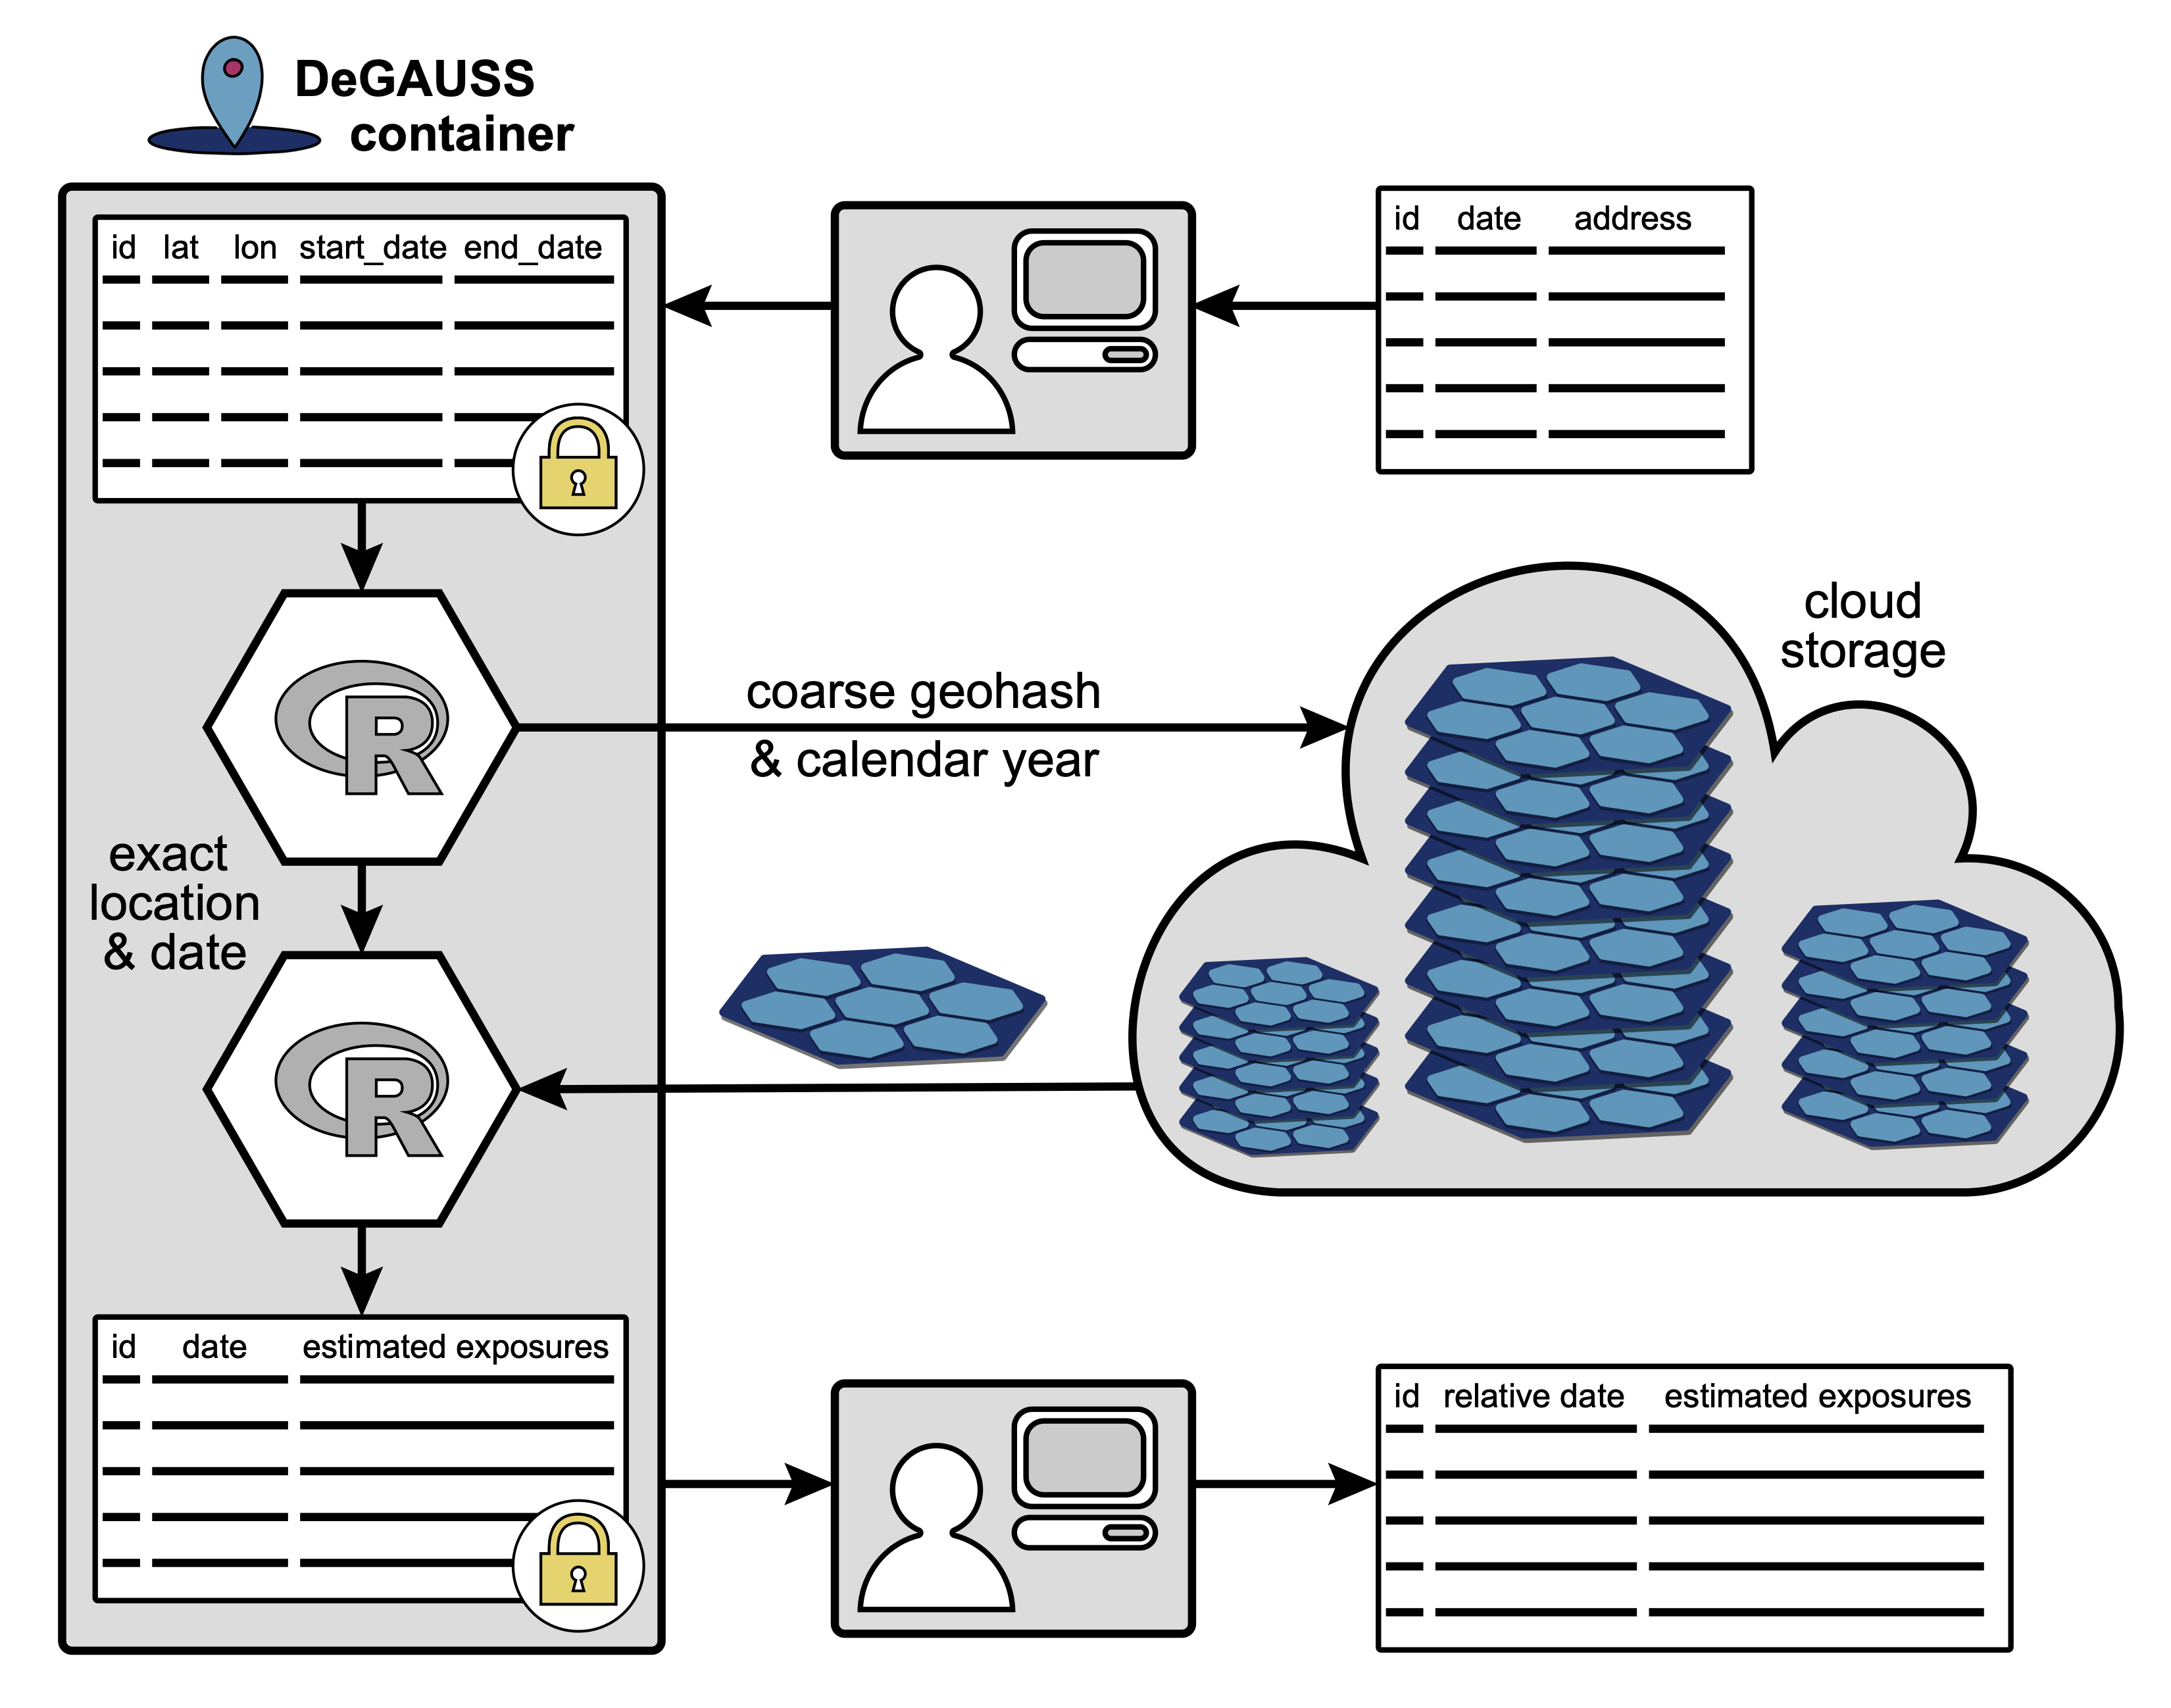 DeGAUSS
container
id lat lon start_date end_date
id date address
R
coarse geohash
& calendar year
cloud
storage
exact
location
& date
R
id date estimated exposures
id relative date estimated exposures